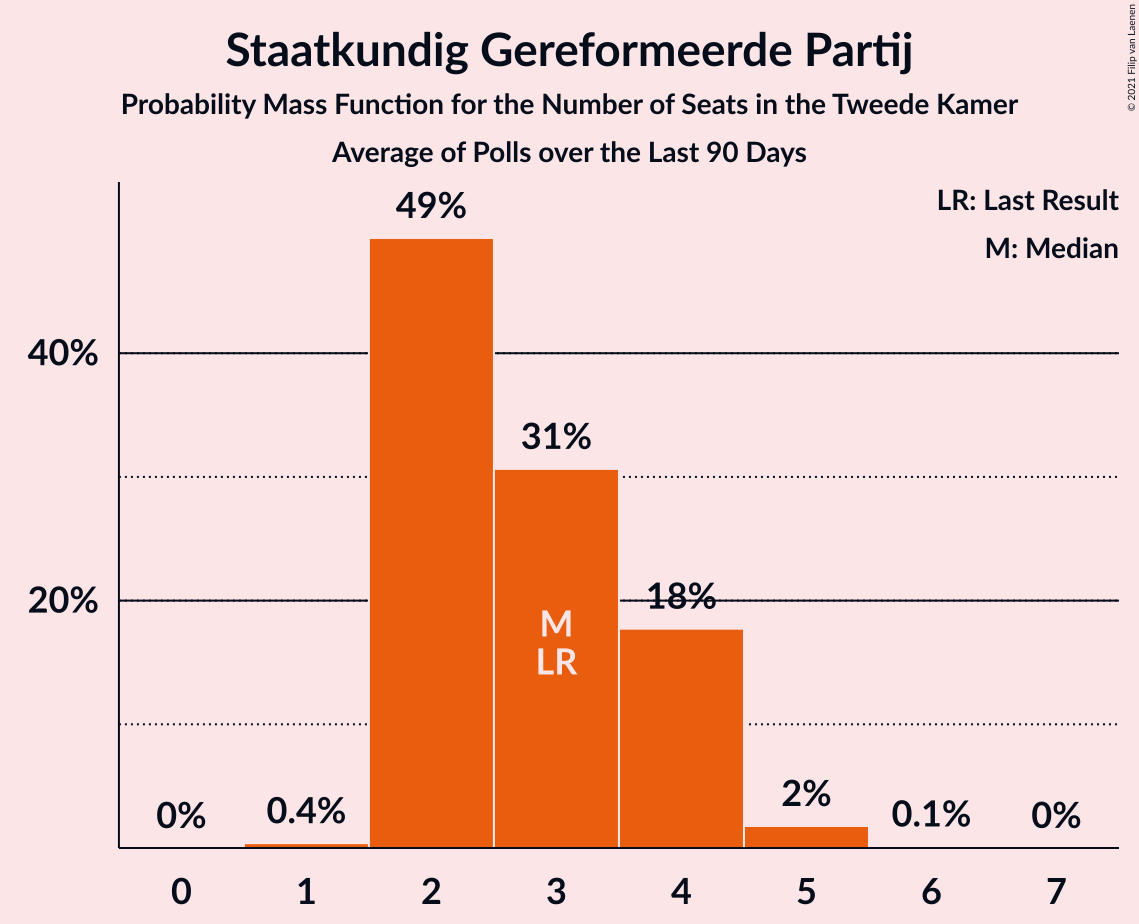 Staatkundig Gereformeerde Partij
Probability Mass Function for the Number of Seats in the Tweede Kamer
Average of Polls over the Last 90 Days
© 2021 Filip van Laenen
LR: Last Result
M: Median
49%
40%
31%
20%
18%
M
LR
0%
0.4%
2%
0.1%
0%
0 1 2 3 4 5 6 7